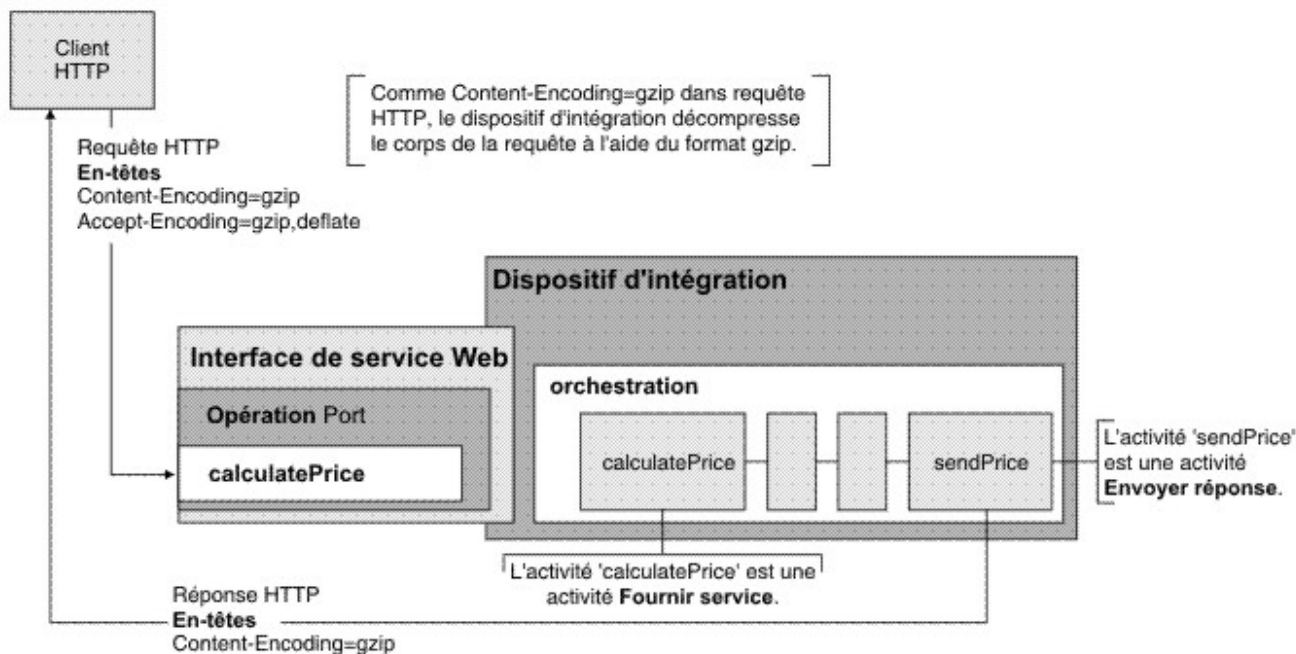 Client
HTTP
Comme Content-Encoding=gzip dans requête
HTTP, le dispositif d'intégration décompresse
le corps de la requête à l'aide du format gzip.
Requête HTTP
En-têtes
Content-Encoding=gzip
Accept-Encoding=gzip,deflate
Dispositif d'intégration
Interface de service Web
Opération Port
calculatePrice
orchestration
calculatePrice
sendPrice
L'activité 'sendPrice'
est une activité
Envoyer réponse.
L'activité 'calculatePrice' est une
activité Fournir service.
Réponse HTTP
En-têtes
Content-Encoding=gzip